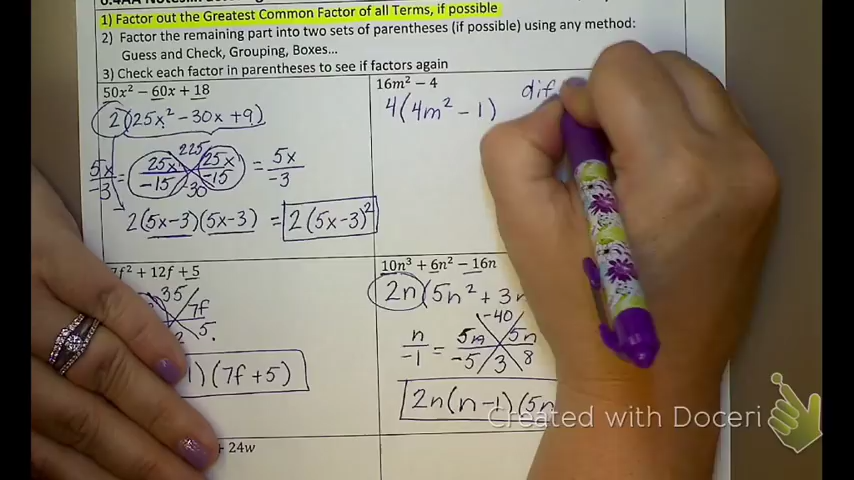 1) Factor out the Greatest Common Factor of all Terms, if possible
2) Factor the remaining part into two sets of parentheses (if possible) using any method:
Guess and Check, Grouping, Boxes...
3) Check each factor in parentheses to see if factors again
50x² − 60x + 18
2(25x² − 30x + 9)
225
5x/-3 = 25x/-15 25x/-15 = 5x/-3
-30
2(5x−3)(5x−3) = 2(5x−3)²
16m² − 4
4(4m² − 1)
dif
7f² + 12f + 5
35
7f
5.
1)(7f+5)
10n³ + 6n² − 16n
2n(5n² + 3n
-40
n/-1 = 5n/-5 5n/8
3
2n(n−1)(5n
+ 24w
Created with Doceri